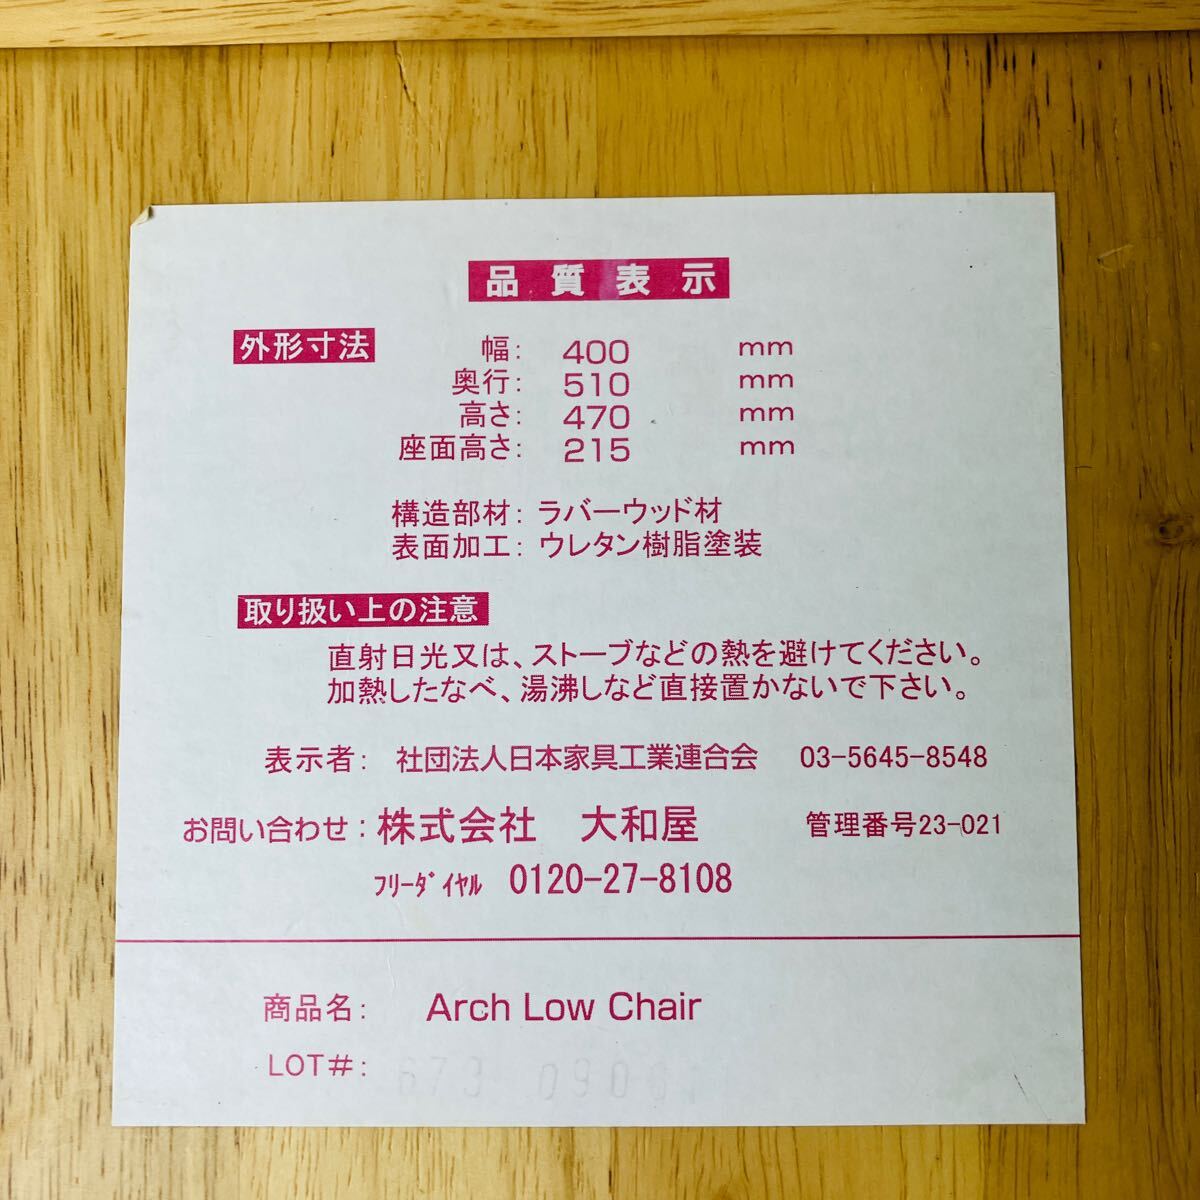 品質表示
外形寸法 幅: 400 mm
奥行: 510 mm
高さ: 470 mm
座面高さ: 215 mm
構造部材: ラバーウッド材
表面加工: ウレタン樹脂塗装
取り扱い上の注意
直射日光又は、ストーブなどの熱を避けてください。
加熱したなべ、湯沸しなど直接置かないで下さい。
表示者: 社団法人日本家具工業連合会 03-5645-8548
お問い合わせ: 株式会社 大和屋 管理番号23-021
ﾌﾘｰﾀﾞｲﾔﾙ 0120-27-8108
商品名: Arch Low Chair
LOT#: